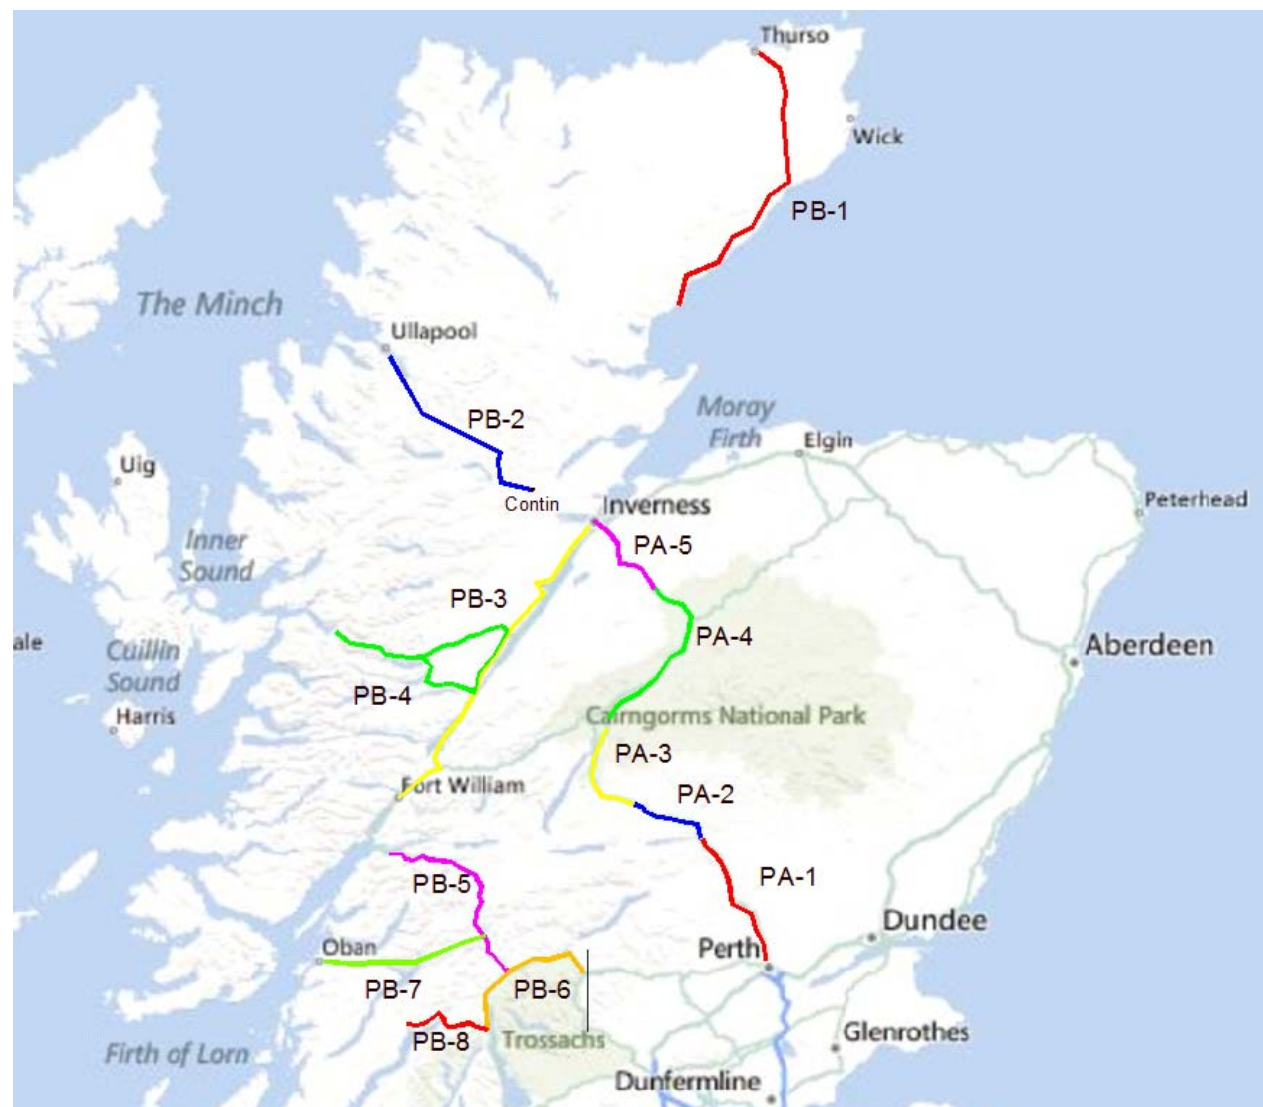 Thurso
Wick
PB-1
The Minch
Ullapool
PB-2
Moray
Firth
Elgin
Uig
Contin
Inverness
Peterhead
Inner
Sound
PA-5
PB-3
ale
Cuillin
Sound
PA-4
Aberdeen
PB-4
Harris
Cairngorms National Park
PA-3
Fort William
PA-2
PB-5
PA-1
Dundee
Oban
Perth
PB-7
PB-6
PB-8
Trossachs
Glenrothes
Firth of Lorn
Dunfermline